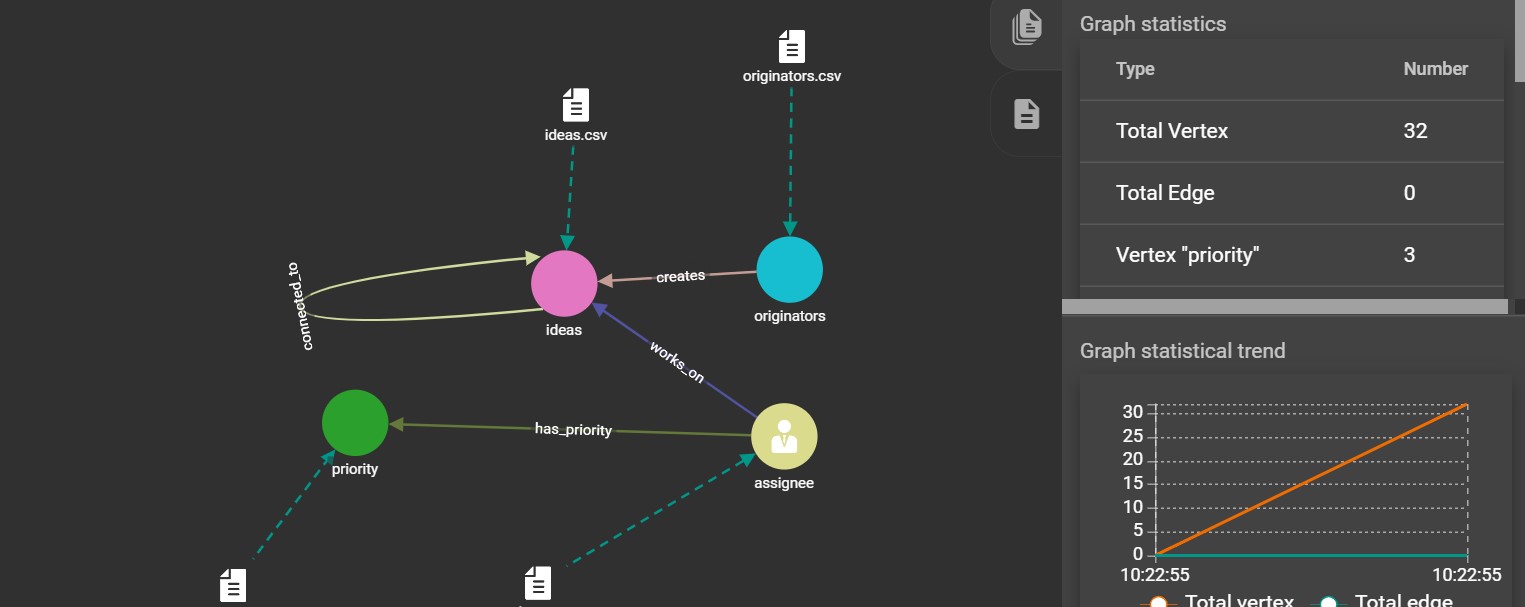 originators.csv
ideas.csv
connected_to
creates
ideas
originators
works_on
has_priority
priority
assignee
Graph statistics
Type Number
Total Vertex 32
Total Edge 0
Vertex "priority" 3
Graph statistical trend
30
25
20
15
10
5
0
10:22:55 10:22:55
Total vertex Total edge